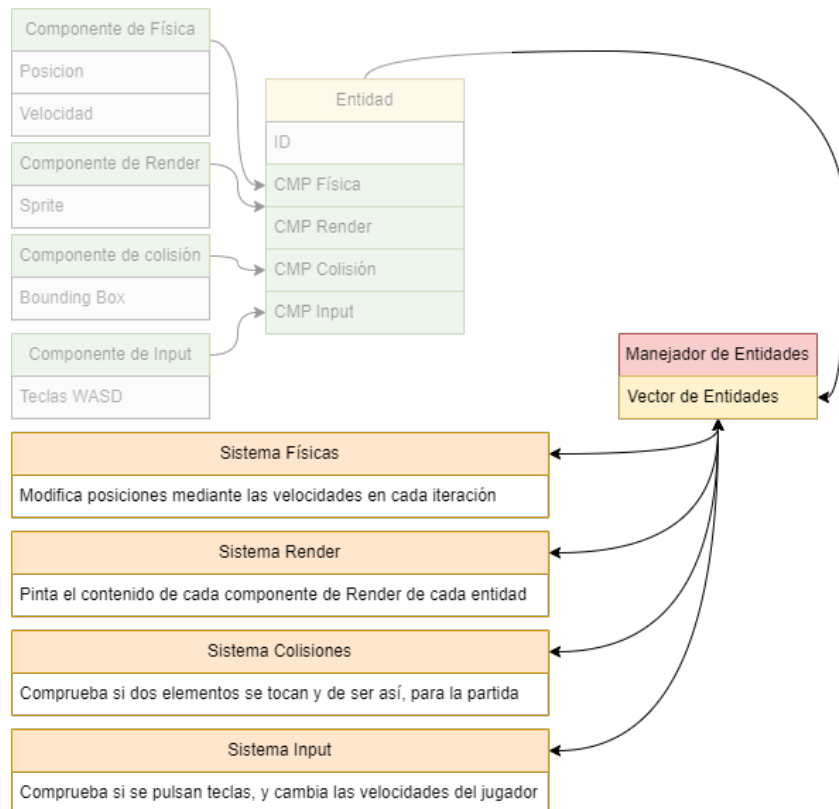 Componente de Física
Posicion
Velocidad
Componente de Render
Sprite
Componente de colisión
Bounding Box
Componente de Input
Teclas WASD
Entidad
ID
CMP Física
CMP Render
CMP Colisión
CMP Input
Manejador de Entidades
Vector de Entidades
Sistema Físicas
Modifica posiciones mediante las velocidades en cada iteración
Sistema Render
Pinta el contenido de cada componente de Render de cada entidad
Sistema Colisiones
Comprueba si dos elementos se tocan y de ser así, para la partida
Sistema Input
Comprueba si se pulsan teclas, y cambia las velocidades del jugador